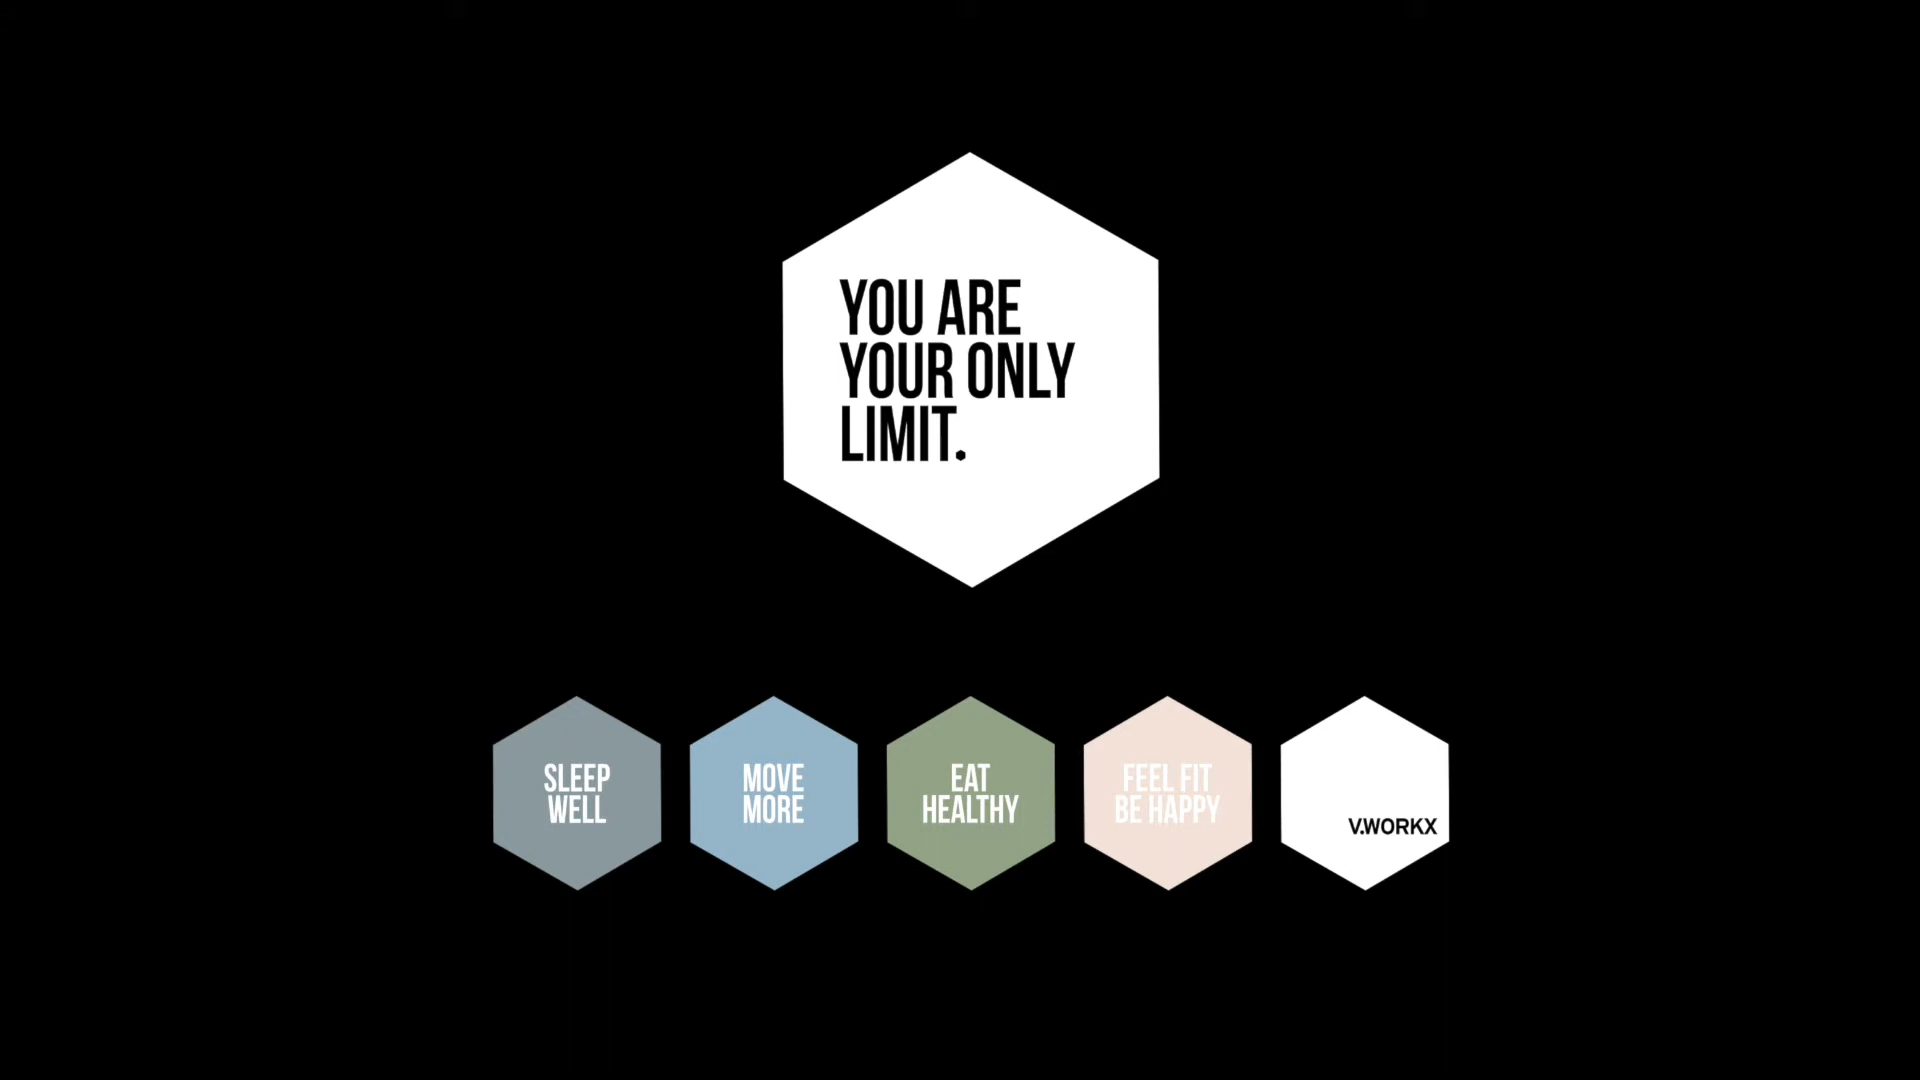 YOU ARE
YOUR ONLY
LIMIT.
SLEEP
WELL
MOVE
MORE
EAT
HEALTHY
FEEL FIT
BE HAPPY
V.WORKX